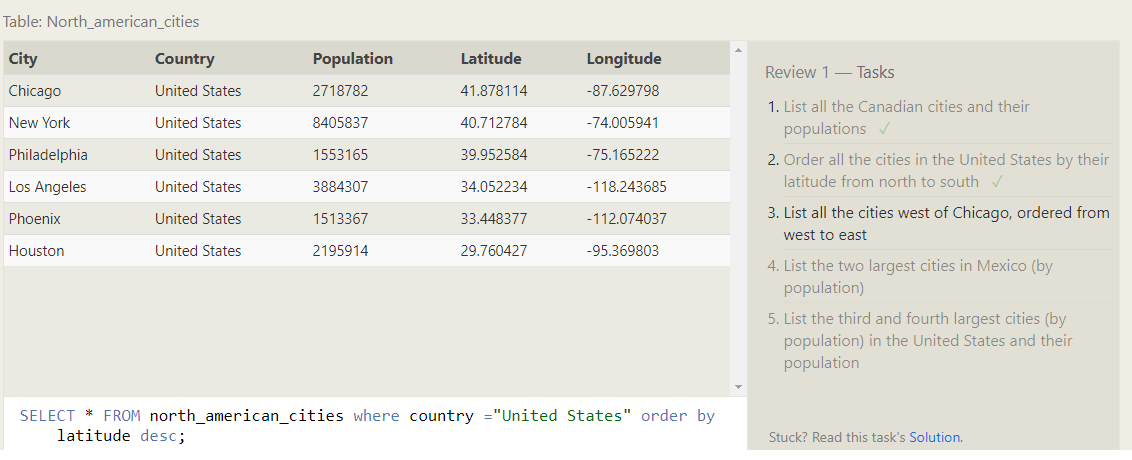 Table: North_american_cities
City Country Population Latitude Longitude
Chicago United States 2718782 41.878114 -87.629798
New York United States 8405837 40.712784 -74.005941
Philadelphia United States 1553165 39.952584 -75.165222
Los Angeles United States 3884307 34.052234 -118.243685
Phoenix United States 1513367 33.448377 -112.074037
Houston United States 2195914 29.760427 -95.369803
SELECT * FROM north_american_cities where country ="United States" order by
latitude desc;
Review 1 — Tasks
1. List all the Canadian cities and their
populations ✓
2. Order all the cities in the United States by their
latitude from north to south ✓
3. List all the cities west of Chicago, ordered from
west to east
4. List the two largest cities in Mexico (by
population)
5. List the third and fourth largest cities (by
population) in the United States and their
population
Stuck? Read this task's Solution.